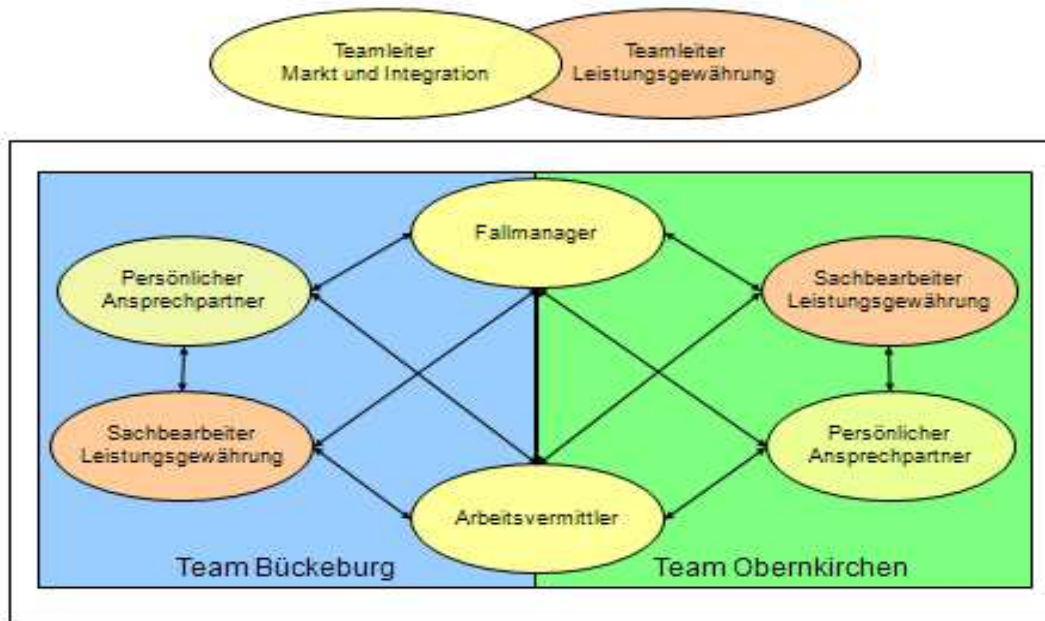 Teamleiter
Markt und Integration
Teamleiter
Leistungsgewährung
Fallmanager
Persönlicher
Ansprechpartner
Sachbearbeiter
Leistungsgewährung
Sachbearbeiter
Leistungsgewährung
Persönlicher
Ansprechpartner
Arbeitsvermittler
Team Bückeburg
Team Obernkirchen